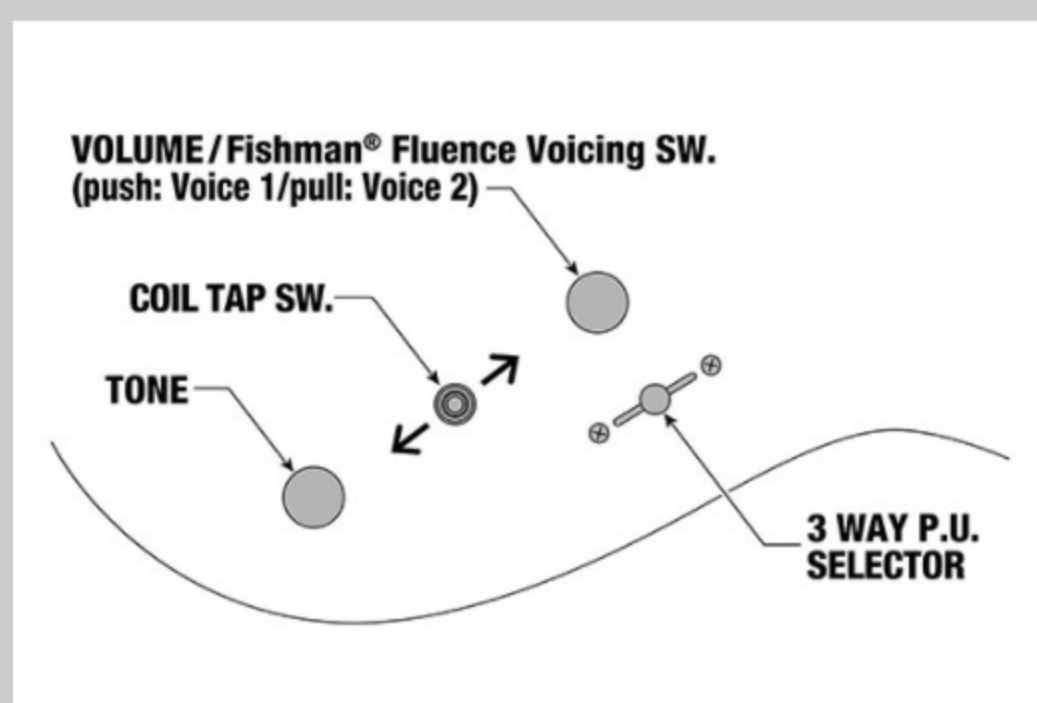 VOLUME/Fishman® Fluence Voicing SW.
(push: Voice 1/pull: Voice 2)
COIL TAP SW.
TONE
3 WAY P.U.
SELECTOR